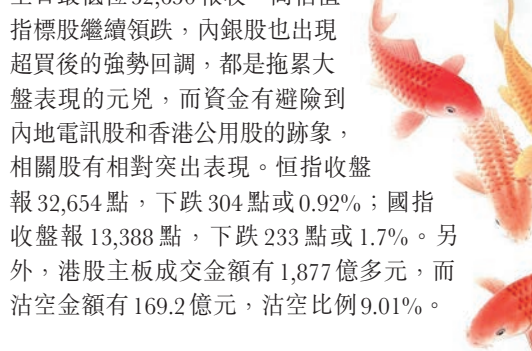 指標股繼續領跌，內銀股也出現
超買後的強勢回調，都是拖累大
盤表現的元兇，而資金有避險到
內地電訊股和香港公用股的跡象，
相關股有相對突出表現。恒指收盤
報32,654點，下跌304點或0.92%；國指
收盤報13,388點，下跌233點或1.7%。另
外，港股主板成交金額有1,877億多元，而
沽空金額有169.2億元，沽空比例9.01%。